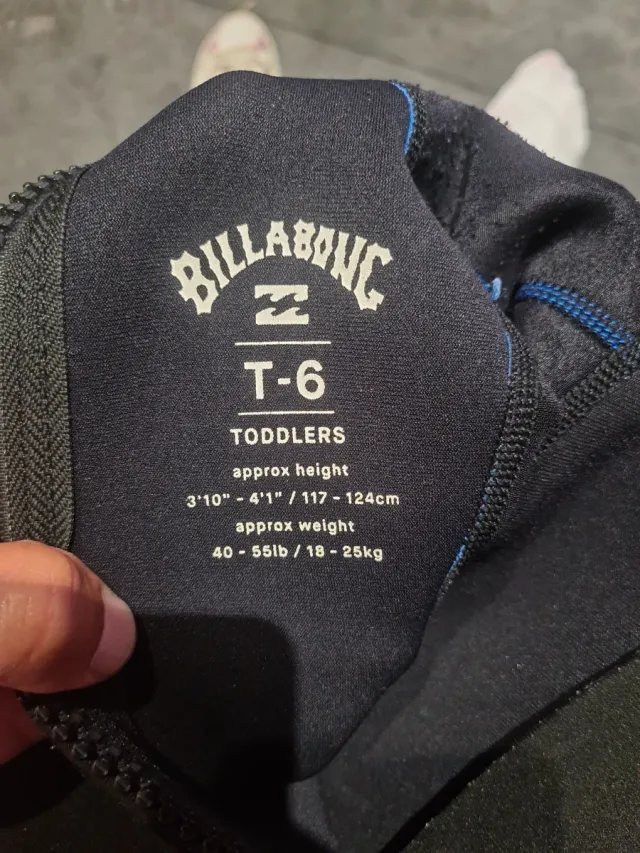 BILLABONG
T-6
TODDLERS
approx height
3'10" - 4'1" / 117 - 124cm
approx weight
40 - 55lb / 18 - 25kg